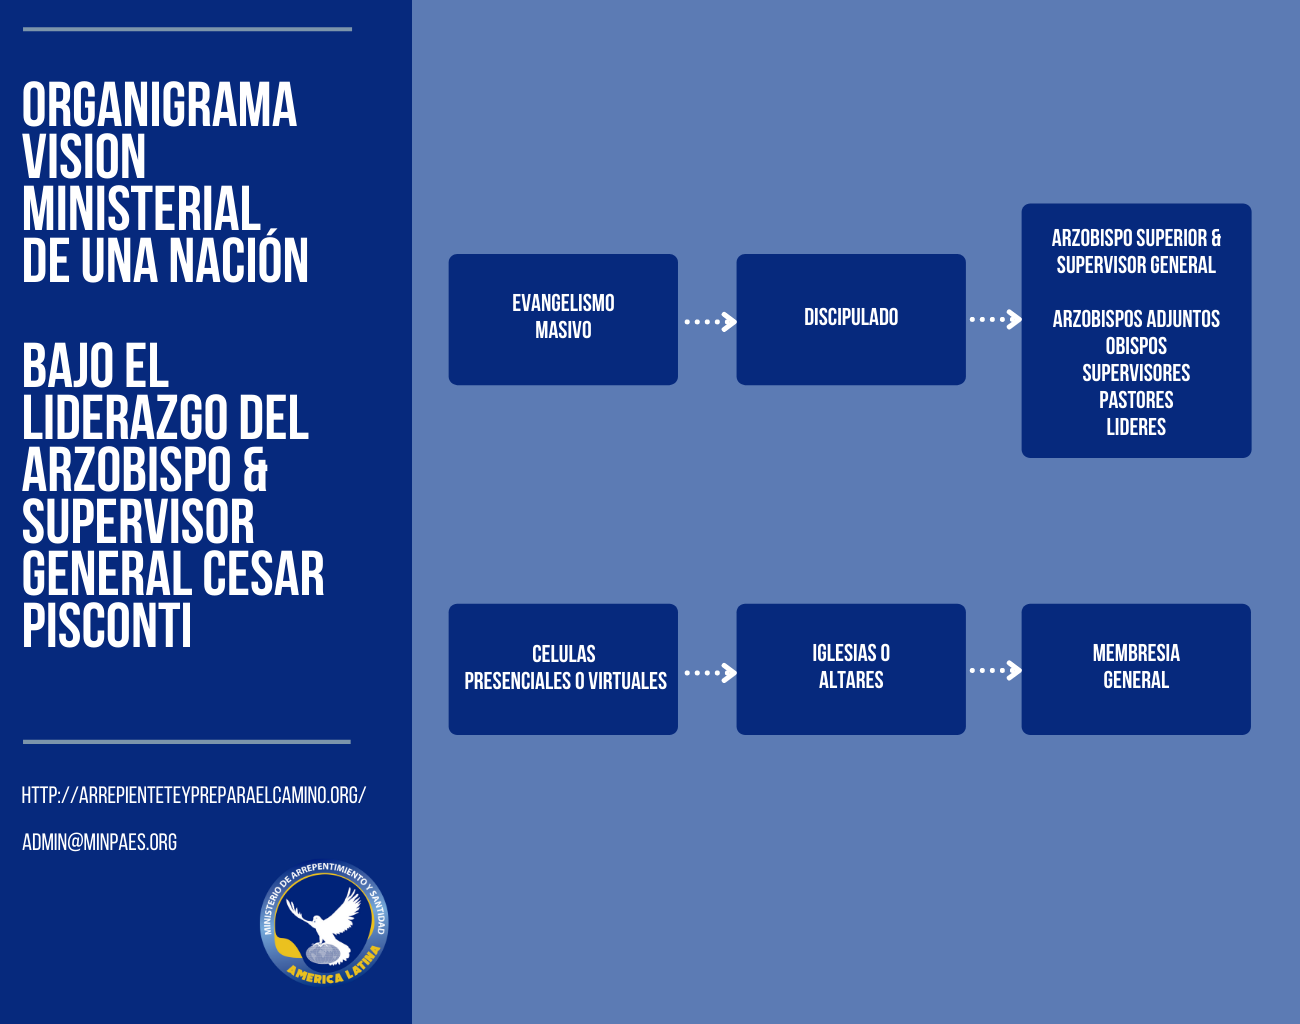 ORGANIGRAMA
VISION
MINISTERIAL
DE UNA NACIÓN
BAJO EL
LIDERAZGO DEL
ARZOBISPO &
SUPERVISOR
GENERAL CESAR
PISCONTI
HTTP://ARREPIENTETEYPREPARAELCAMINO.ORG/
ADMIN@MINPAES.ORG
MINISTERIO DE ARREPENTIMIENTO Y SANTIDAD
AMERICA LATINA
EVANGELISMO
MASIVO
DISCIPULADO
ARZOBISPO SUPERIOR &
SUPERVISOR GENERAL
ARZOBISPOS ADJUNTOS
OBISPOS
SUPERVISORES
PASTORES
LIDERES
CELULAS
PRESENCIALES O VIRTUALES
IGLESIAS O
ALTARES
MEMBRESIA
GENERAL